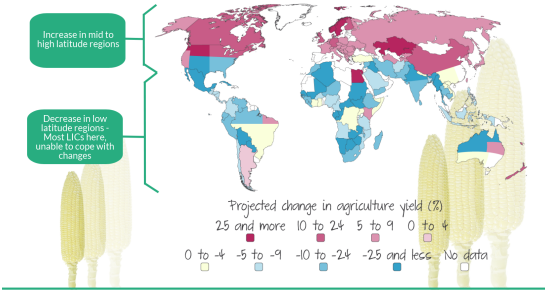 Increase in mid to
high latitude regions
Decrease in low
latitude regions -
Most LICs here,
unable to cope with
changes
Projected change in agriculture yield (%)
25 and more 10 to 24 5 to 9 0 to 4
0 to -4 -5 to -9 -10 to -24 -25 and less No data